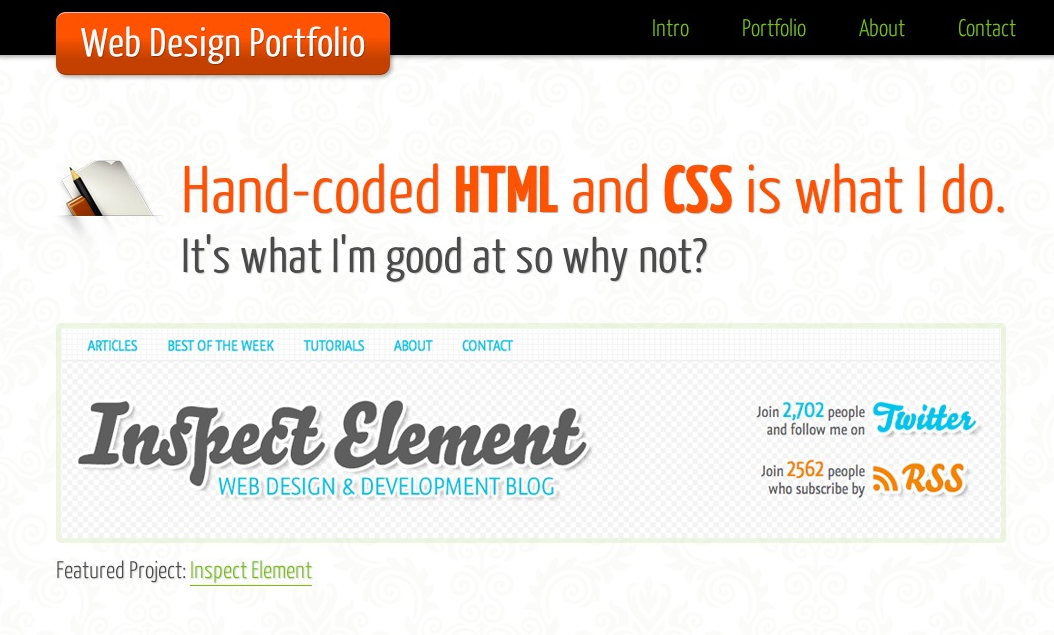 Web Design Portfolio
Intro Portfolio About Contact
Hand-coded HTML and CSS is what I do.
It's what I'm good at so why not?
ARTICLES BEST OF THE WEEK TUTORIALS ABOUT CONTACT
Inspect Element
WEB DESIGN & DEVELOPMENT BLOG
Join 2,702 people
and follow me on Twitter
Join 2562 people
who subscribe by RSS
Featured Project: Inspect Element